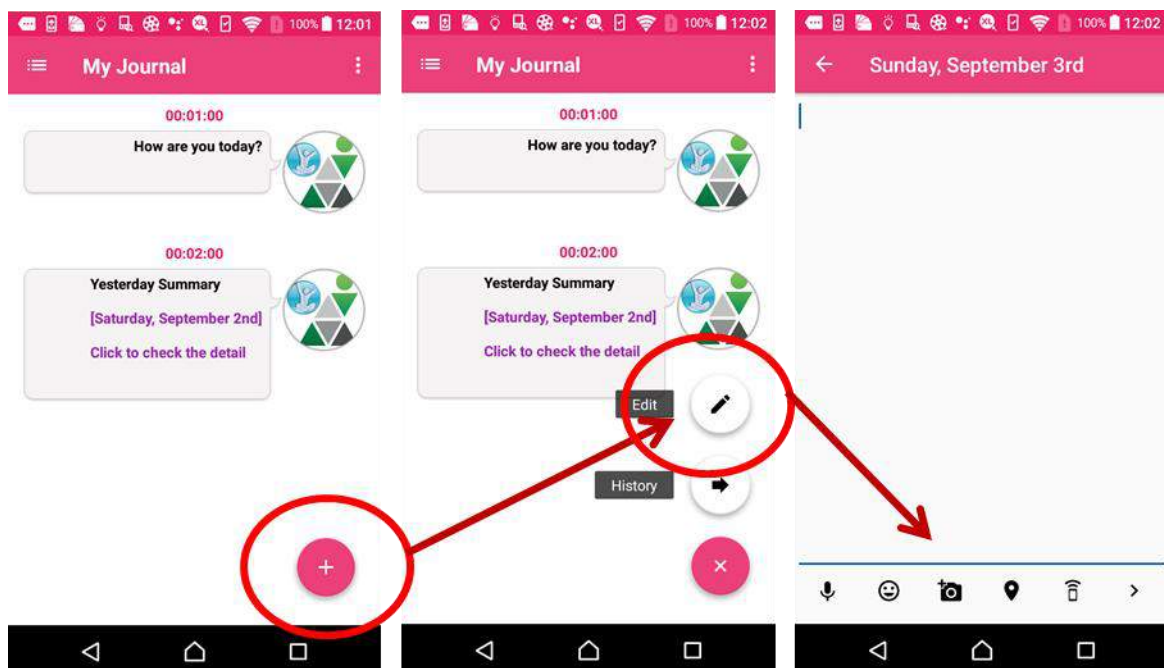 100% 12:01
My Journal
00:01:00
How are you today?
00:02:00
Yesterday Summary
[Saturday, September 2nd]
Click to check the detail
XL 100% 12:02
My Journal
00:01:00
How are you today?
00:02:00
Yesterday Summary
[Saturday, September 2nd]
Click to check the detail
Edit
History
XL 100% 12:02
Sunday, September 3rd